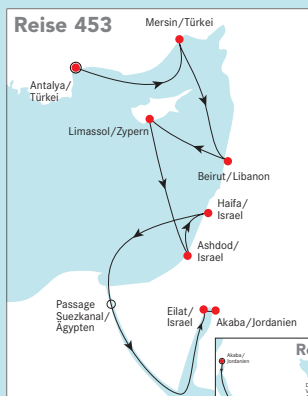 Reise 453
Mersin/Türkei
Antalya/
Türkei
Limassol/Zypern
Beirut/Libanon
Haifa/
Israel
Ashdod/
Israel
Passage
Suezkanal/
Ägypten
Eilat/
Israel
Akaba/Jordanien
Akaba/
Jordanien